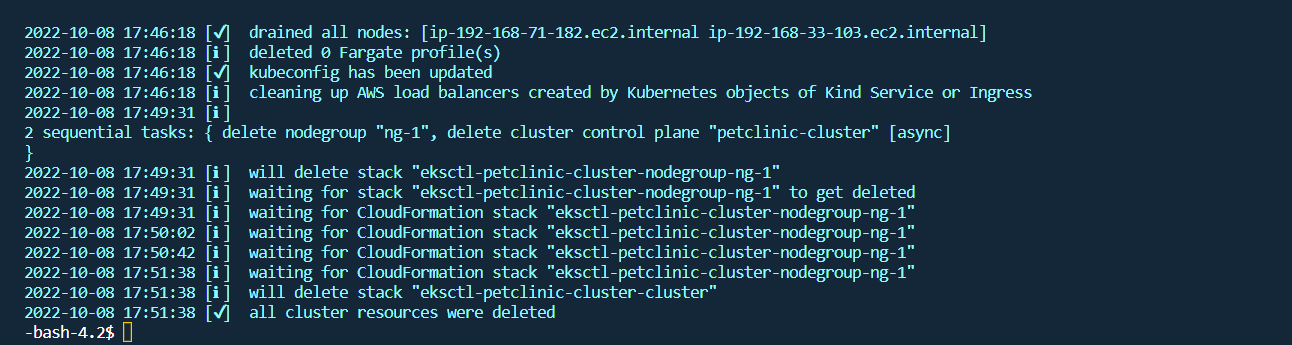 2022-10-08 17:46:18 [✔]  drained all nodes: [ip-192-168-71-182.ec2.internal ip-192-168-33-103.ec2.internal]
2022-10-08 17:46:18 [ℹ]  deleted 0 Fargate profile(s)
2022-10-08 17:46:18 [✔]  kubeconfig has been updated
2022-10-08 17:46:18 [ℹ]  cleaning up AWS load balancers created by Kubernetes objects of Kind Service or Ingress
2022-10-08 17:49:31 [ℹ]
2 sequential tasks: { delete nodegroup "ng-1", delete cluster control plane "petclinic-cluster" [async]
}
2022-10-08 17:49:31 [ℹ]  will delete stack "eksctl-petclinic-cluster-nodegroup-ng-1"
2022-10-08 17:49:31 [ℹ]  waiting for stack "eksctl-petclinic-cluster-nodegroup-ng-1" to get deleted
2022-10-08 17:49:31 [ℹ]  waiting for CloudFormation stack "eksctl-petclinic-cluster-nodegroup-ng-1"
2022-10-08 17:50:02 [ℹ]  waiting for CloudFormation stack "eksctl-petclinic-cluster-nodegroup-ng-1"
2022-10-08 17:50:42 [ℹ]  waiting for CloudFormation stack "eksctl-petclinic-cluster-nodegroup-ng-1"
2022-10-08 17:51:38 [ℹ]  waiting for CloudFormation stack "eksctl-petclinic-cluster-nodegroup-ng-1"
2022-10-08 17:51:38 [ℹ]  will delete stack "eksctl-petclinic-cluster-cluster"
2022-10-08 17:51:38 [✔]  all cluster resources were deleted
-bash-4.2$